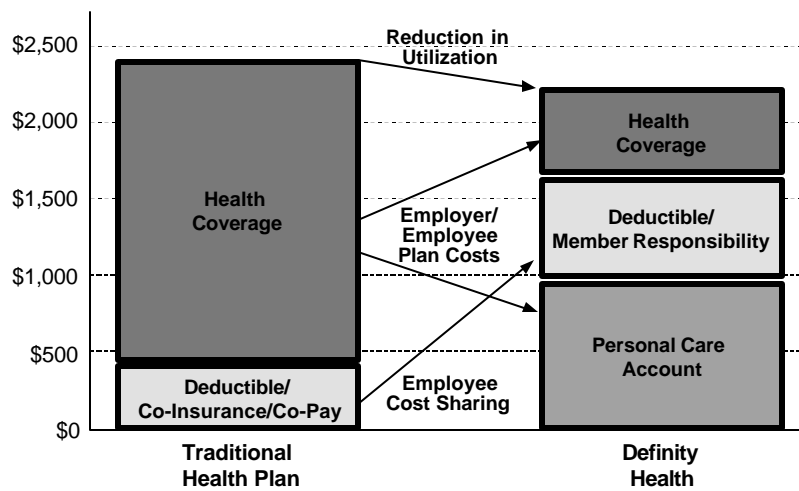 $2,500
$2,000
$1,500
$1,000
$500
$0
Reduction in
Utilization
Health
Coverage
Employer/
Employee
Plan Costs
Employee
Cost Sharing
Deductible/
Co-Insurance/Co-Pay
Health
Coverage
Deductible/
Member Responsibility
Personal Care
Account
Traditional
Health Plan
Definity
Health